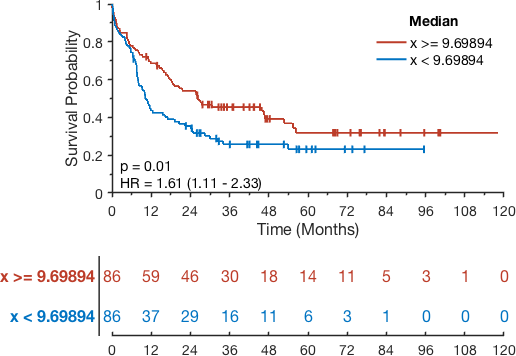 Median
x >= 9.69894
x < 9.69894
Survival Probability
1
0.8
0.6
0.4
0.2
0
p = 0.01
HR = 1.61 (1.11 - 2.33)
0 12 24 36 48 60 72 84 96 108 120
Time (Months)
x >= 9.69894 86 59 46 30 18 14 11 5 3 1 0
x < 9.69894 86 37 29 16 11 6 3 1 0 0 0
0 12 24 36 48 60 72 84 96 108 120